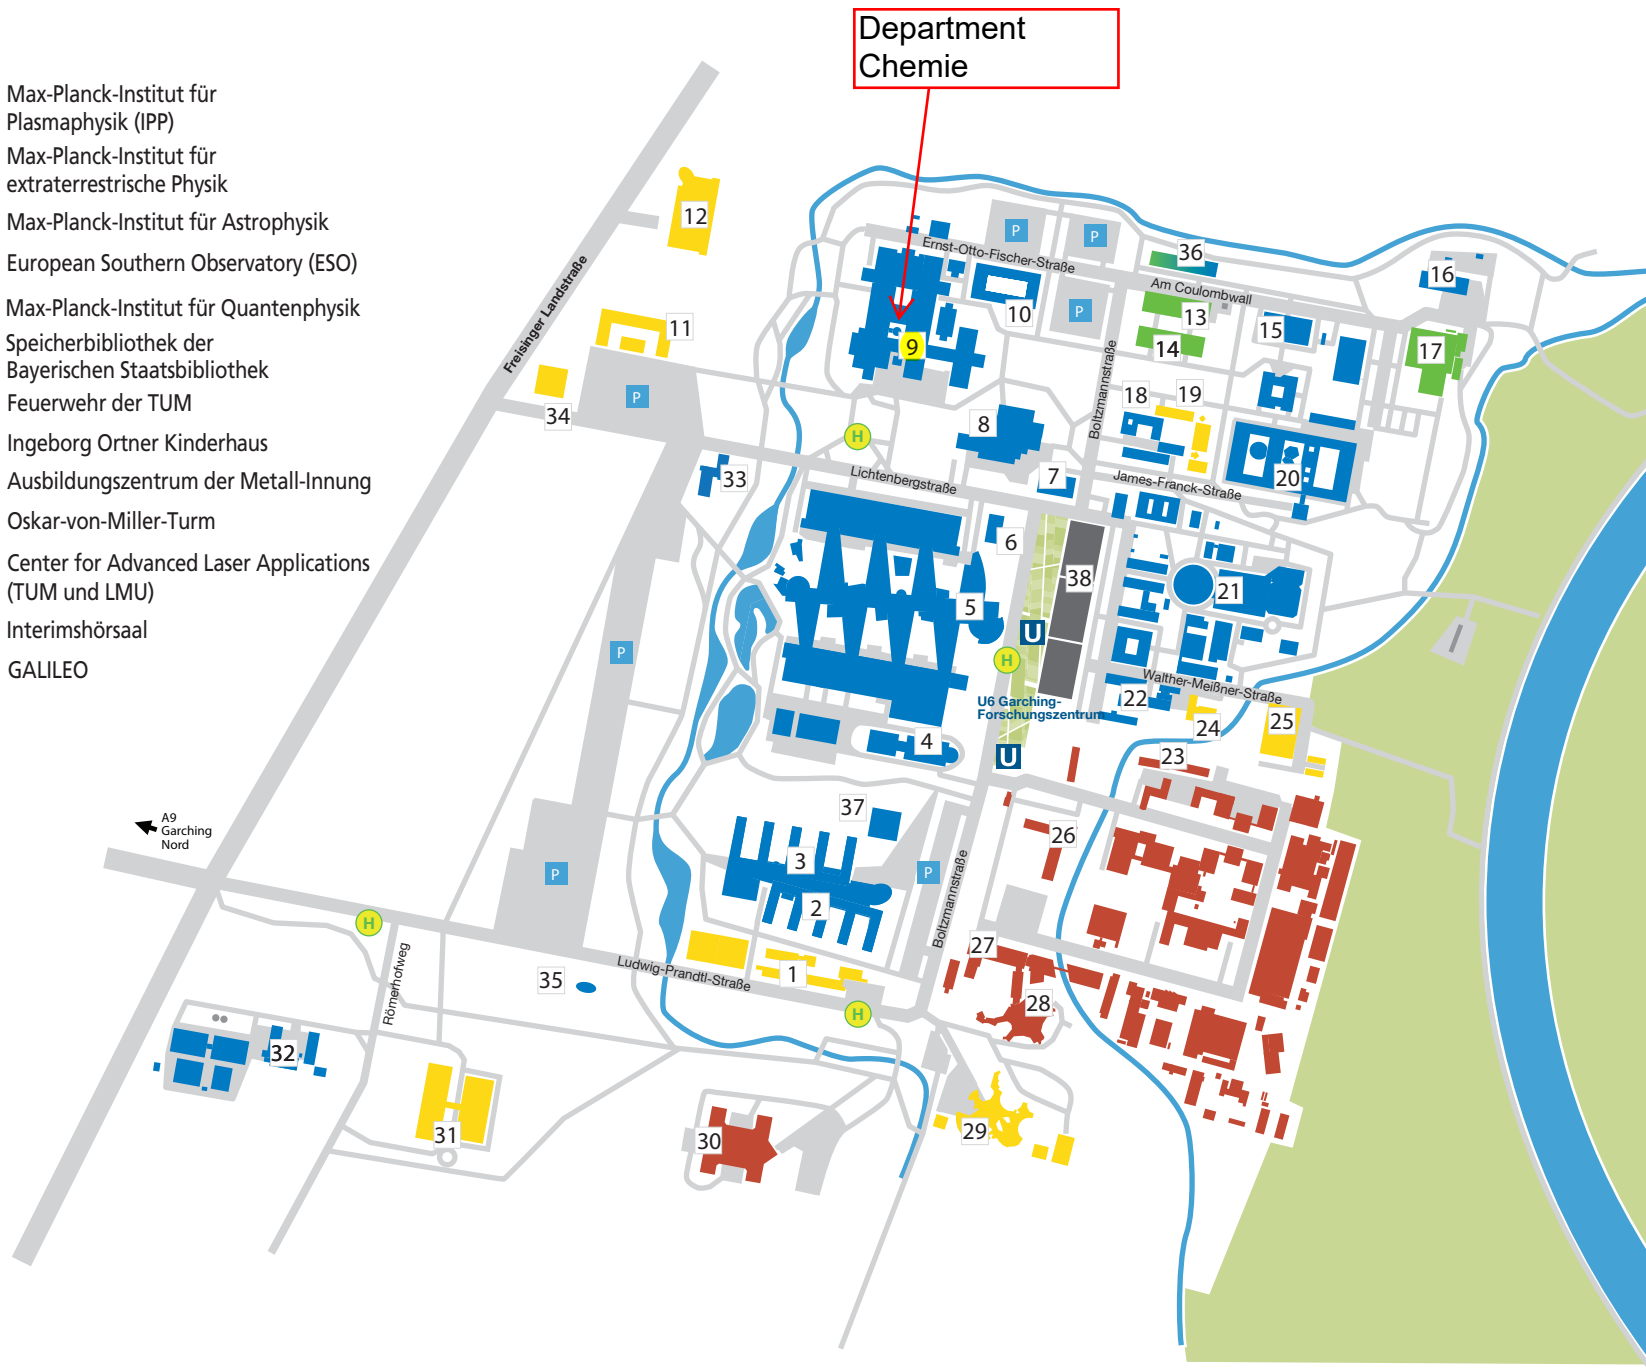 Department
Chemie
Max-Planck-Institut für
Plasmaphysik (IPP)
Max-Planck-Institut für
extraterrestrische Physik
Max-Planck-Institut für Astrophysik
European Southern Observatory (ESO)
Max-Planck-Institut für Quantenphysik
Speicherbibliothek der
Bayerischen Staatsbibliothek
Feuerwehr der TUM
Ingeborg Ortner Kinderhaus
Ausbildungszentrum der Metall-Innung
Oskar-von-Miller-Turm
Center for Advanced Laser Applications
(TUM und LMU)
Interimshörsaal
GALILEO
12
P
P
Ernst-Otto-Fischer-Straße
36
16
Am Coulombwall
Freisinger Landstraße
11
10
P
13
15
9
14
17
P
34
18
19
8
H
Boltzmannstraße
33
Lichtenbergstraße
7
James-Franck-Straße
20
6
38
5
21
U
H
P
Walther-Meißner-Straße
U6 Garching-
Forschungszentrum
22
24
25
4
U
23
A9
Garching
Nord
37
26
3
P
P
2
Boltzmannstraße
H
27
Römerhofweg
35
Ludwig-Prandtl-Straße
1
28
H
32
31
30
29